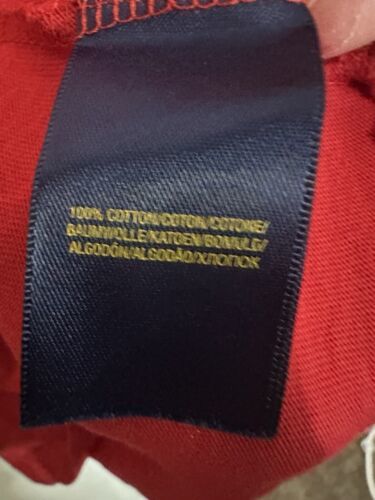 100% COTTON/COTON/COTONE/
BAUMWOLLE/KATOEN/BOMULD/
ALGODÓN/ALGODÃO/ХЛОПОК